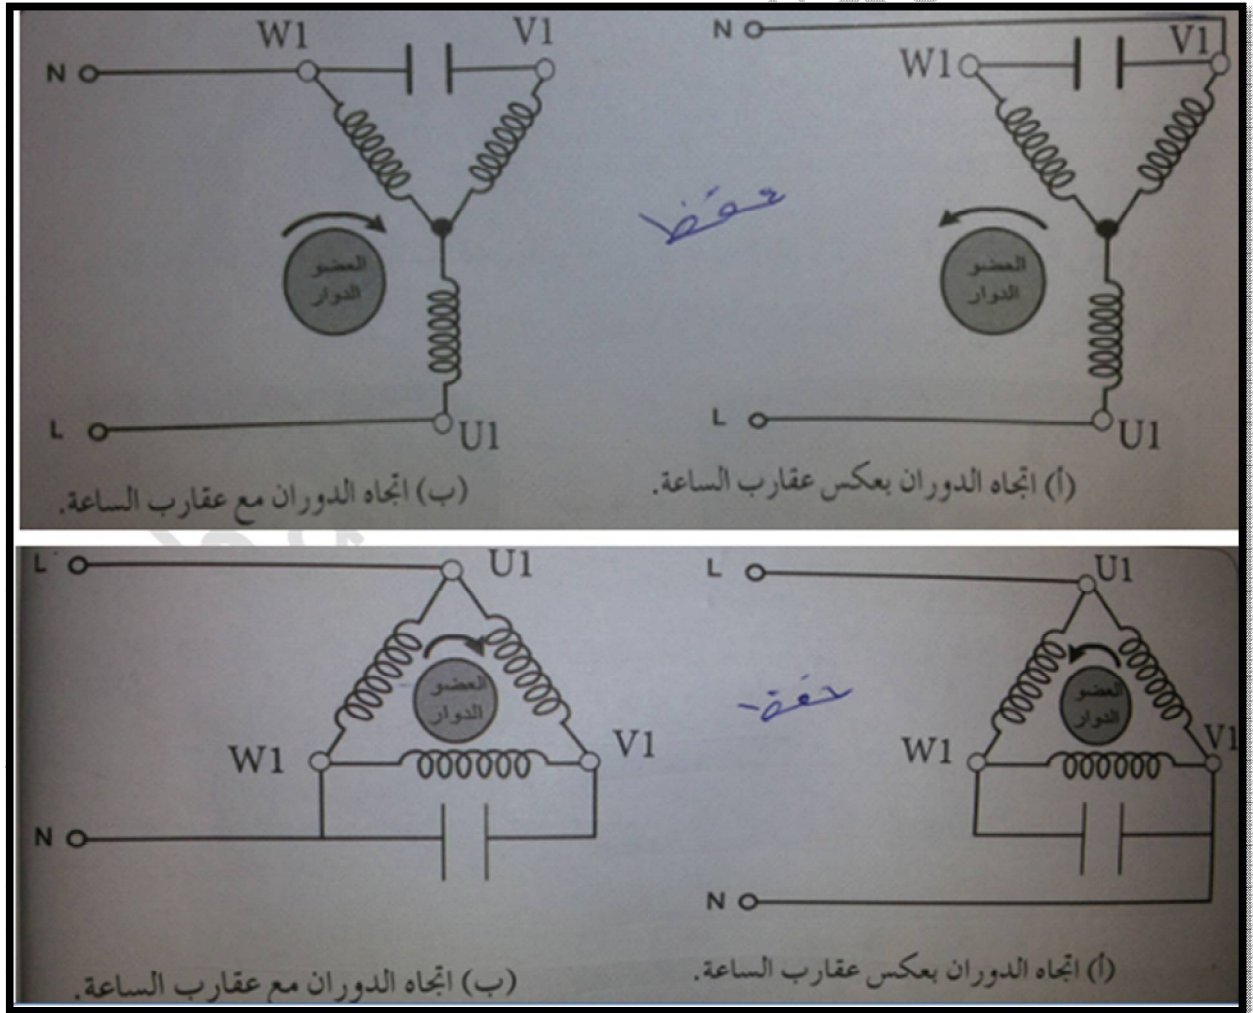 N
W1
V1
العضو
الدوار
L
U1
(ب) اتجاه الدوران مع عقارب الساعة.
N
W1
V1
العضو
الدوار
L
U1
(أ) اتجاه الدوران بعكس عقارب الساعة.
L
U1
العضو
الدوار
W1
V1
N
(ب) اتجاه الدوران مع عقارب الساعة.
L
U1
العضو
الدوار
W1
V1
N
(أ) اتجاه الدوران بعكس عقارب الساعة.